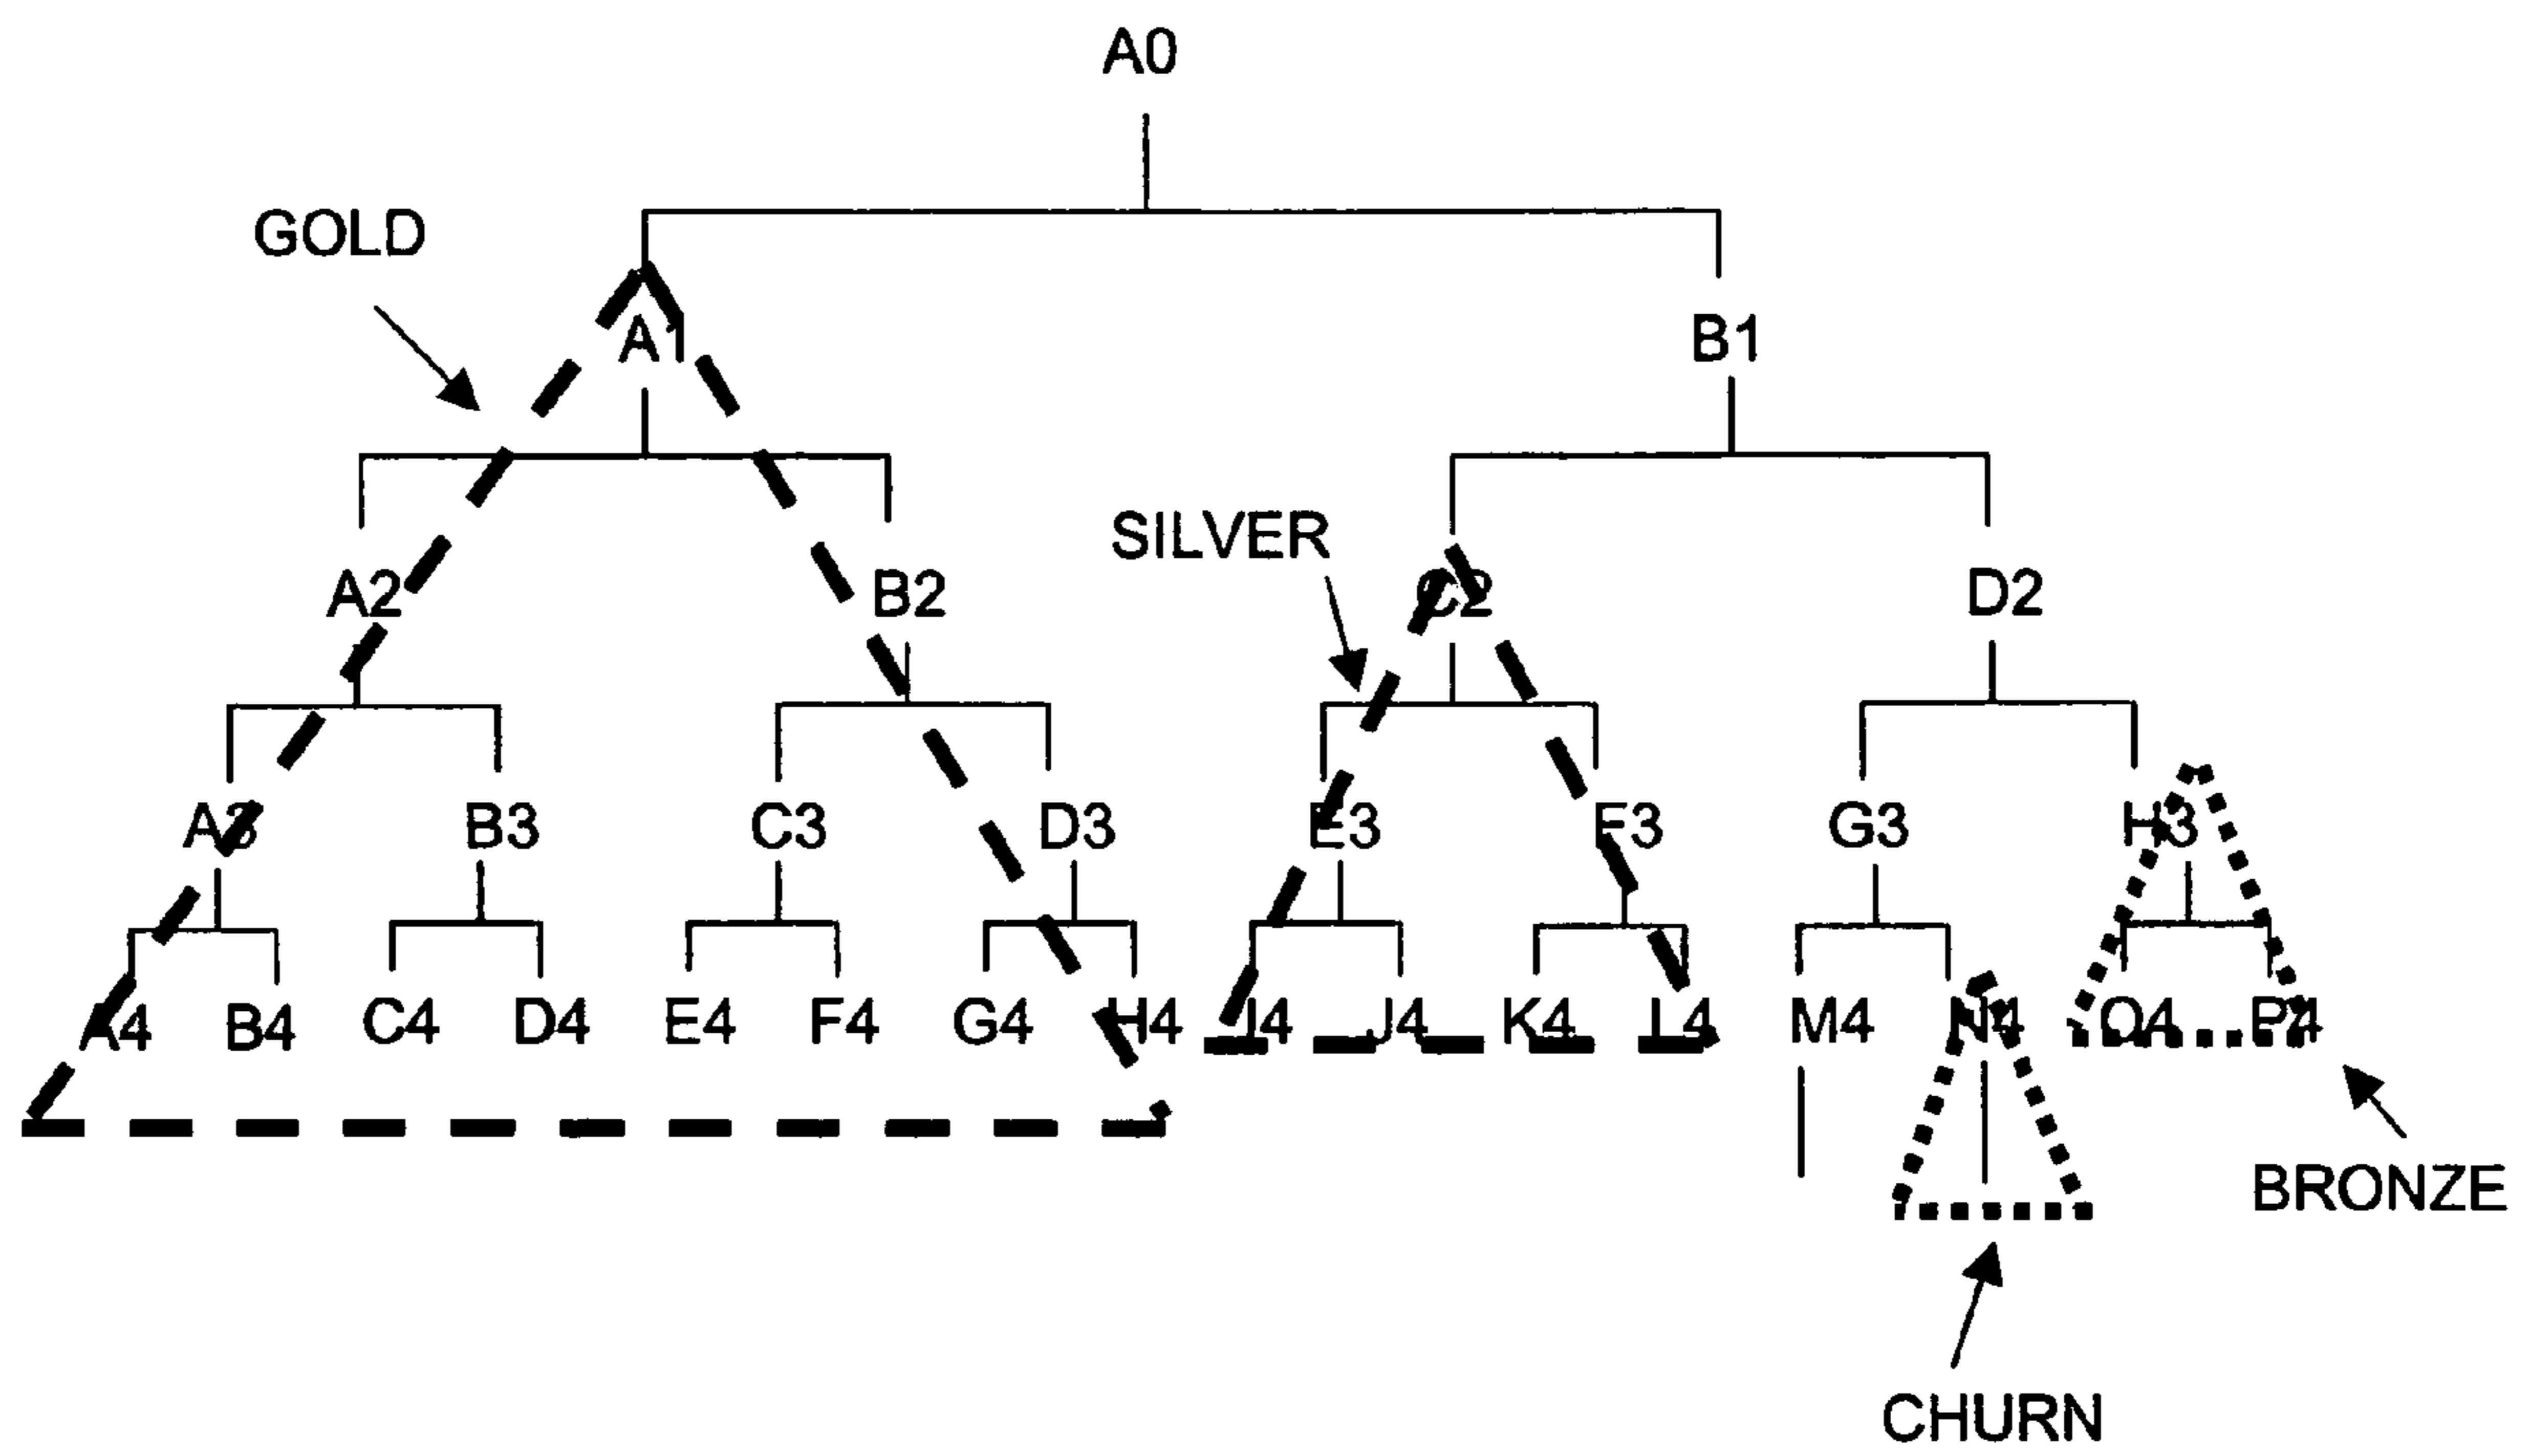 A0
GOLD
A1 B1
SILVER
A2 B2 C2 D2
A3 B3 C3 D3 E3 F3 G3 H3
A4 B4 C4 D4 E4 F4 G4 H4 I4 J4 K4 L4 M4 N4 O4 P4
BRONZE
CHURN